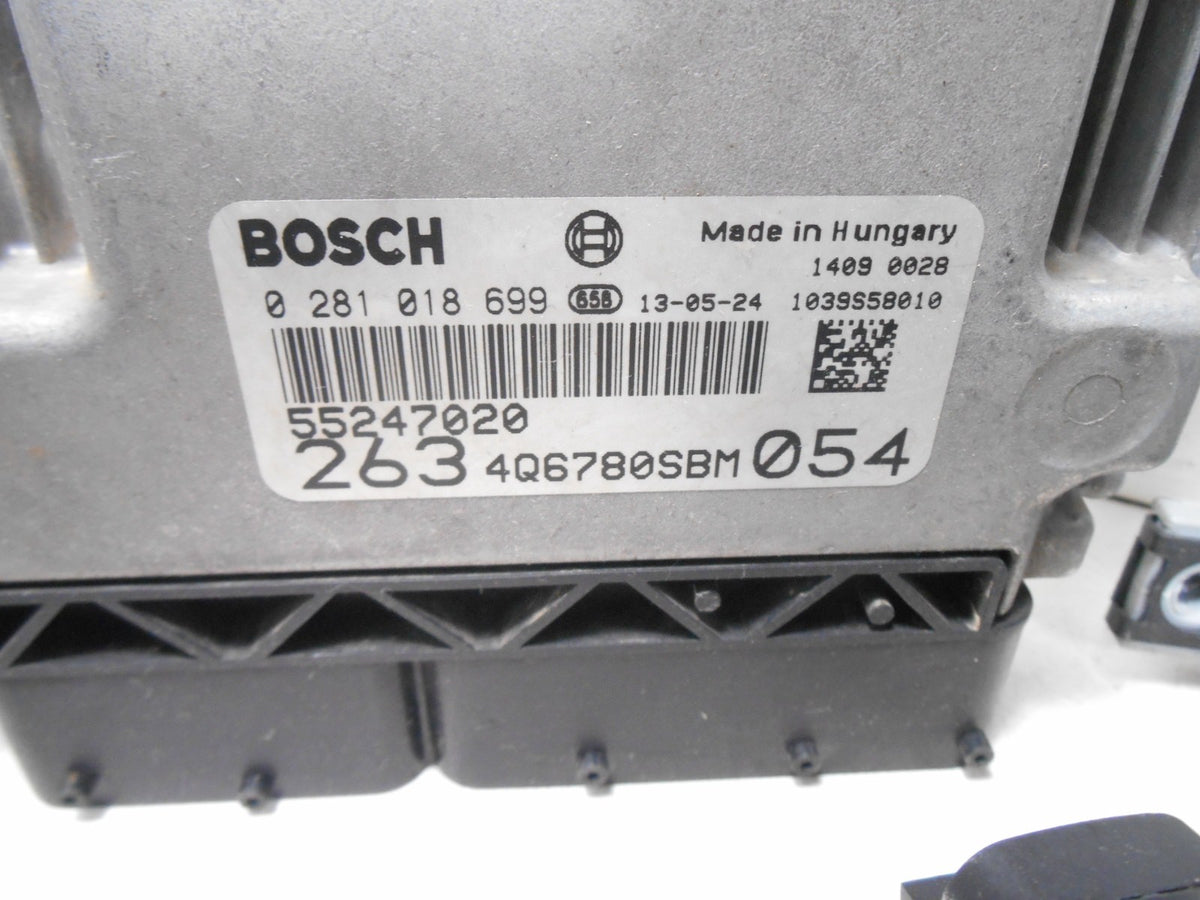 BOSCH
Made in Hungary
1409 0028
0 281 018 699 658 13-05-24 1039S58010
55247020
263 4Q6780SBM 054